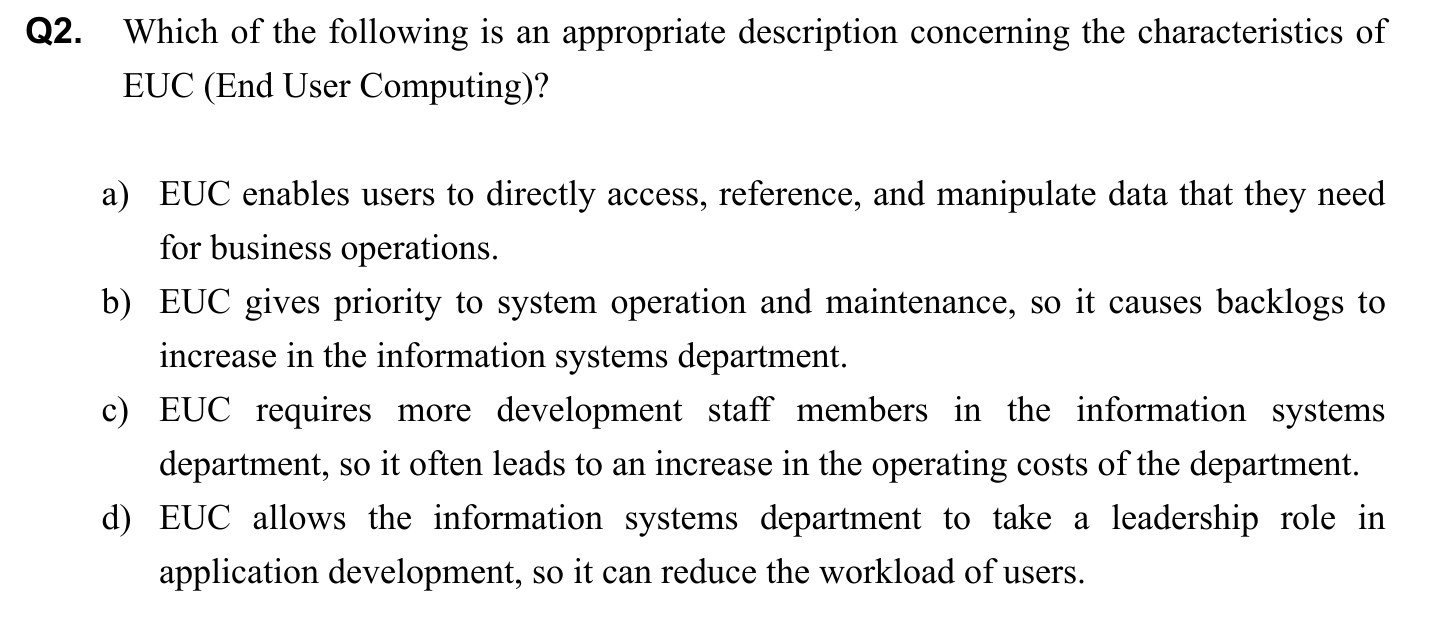 Q2. Which of the following is an appropriate description concerning the characteristics of
EUC (End User Computing)?
a) EUC enables users to directly access, reference, and manipulate data that they need
for business operations.
b) EUC gives priority to system operation and maintenance, so it causes backlogs to
increase in the information systems department.
c) EUC requires more development staff members in the information systems
department, so it often leads to an increase in the operating costs of the department.
d) EUC allows the information systems department to take a leadership role in
application development, so it can reduce the workload of users.